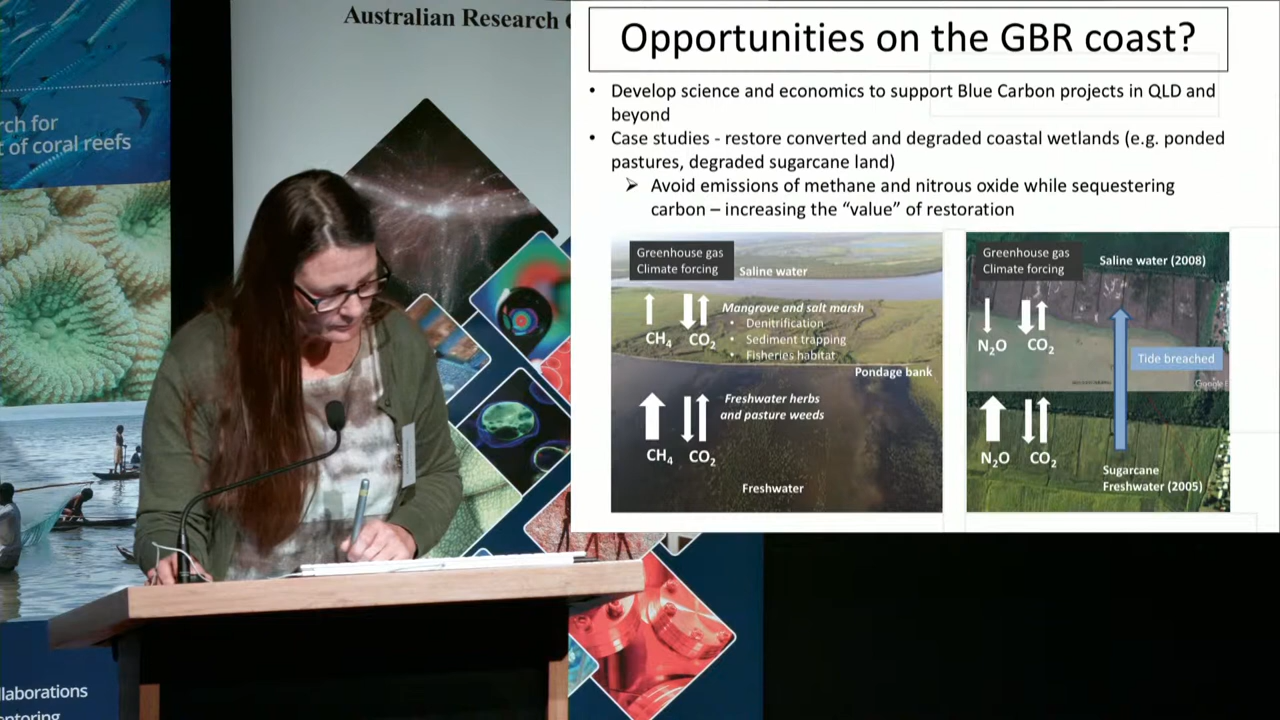 Australian Research
rch for
t of coral reefs
llaborations
ntoring
Opportunities on the GBR coast?
• Develop science and economics to support Blue Carbon projects in QLD and
beyond
• Case studies - restore converted and degraded coastal wetlands (e.g. ponded
pastures, degraded sugarcane land)
➢ Avoid emissions of methane and nitrous oxide while sequestering
carbon – increasing the “value” of restoration
Greenhouse gas
Climate forcing
Saline water
Mangrove and salt marsh
• Denitrification
• Sediment trapping
• Fisheries habitat
CH₄ CO₂
Pondage bank
Freshwater herbs
and pasture weeds
CH₄ CO₂
Freshwater
Greenhouse gas
Climate forcing
Saline water (2008)
N₂O CO₂
Tide breached
Google
N₂O CO₂
Sugarcane
Freshwater (2005)